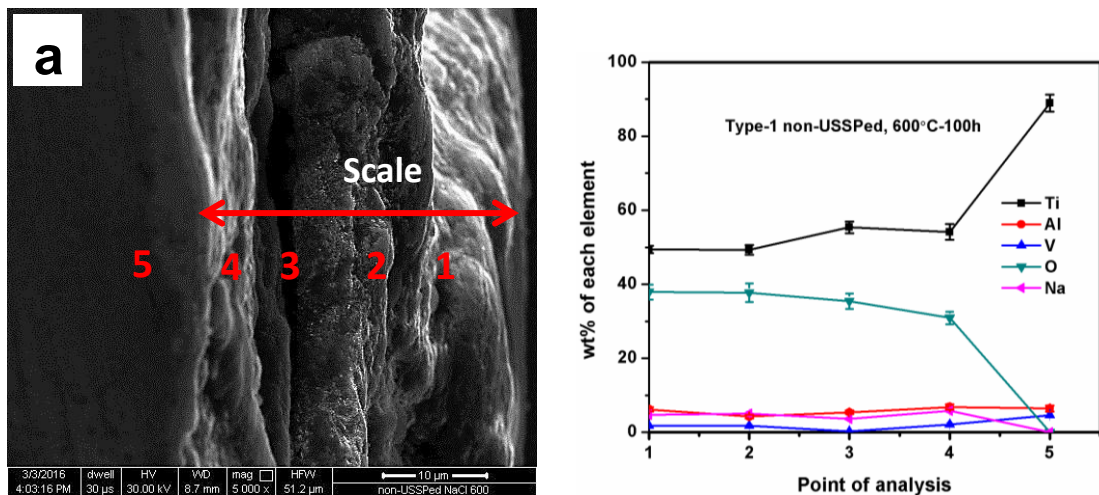 a
Scale
5 4 3 2 1
3/3/2016 dwell HV WD mag HFW 10 µm
4:03:16 PM 30 µs 30.00 kV 8.7 mm 5 000 x 51.2 µm non-USSPed NaCl 600
100
80
60
40
20
0
wt% of each element
Type-1 non-USSPed, 600°C-100h
Ti
Al
V
O
Na
1 2 3 4 5
Point of analysis